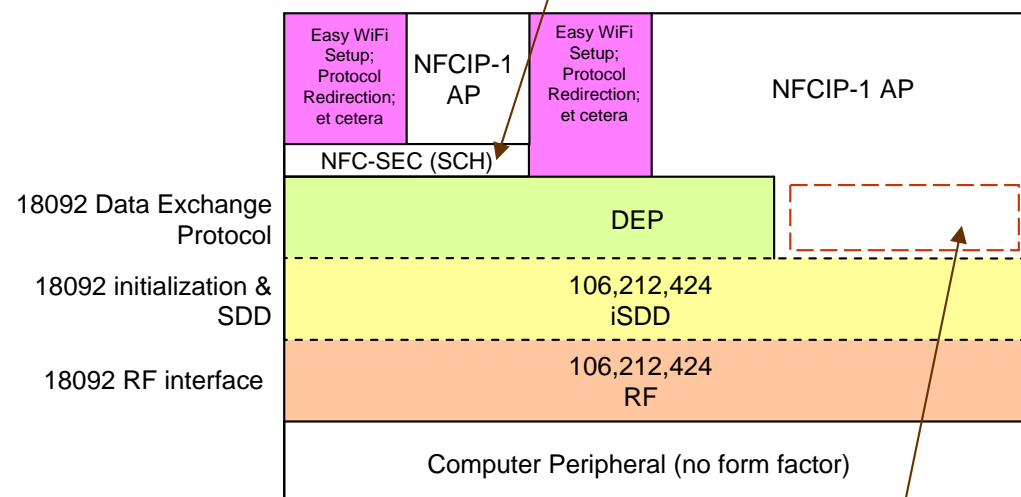 Easy WiFi
Setup;
Protocol
Redirection;
et cetera
NFCIP-1
AP
Easy WiFi
Setup;
Protocol
Redirection;
et cetera
NFCIP-1 AP
NFC-SEC (SCH)
18092 Data Exchange
Protocol
DEP
18092 initialization &
SDD
106,212,424
iSDD
18092 RF interface
106,212,424
RF
Computer Peripheral (no form factor)